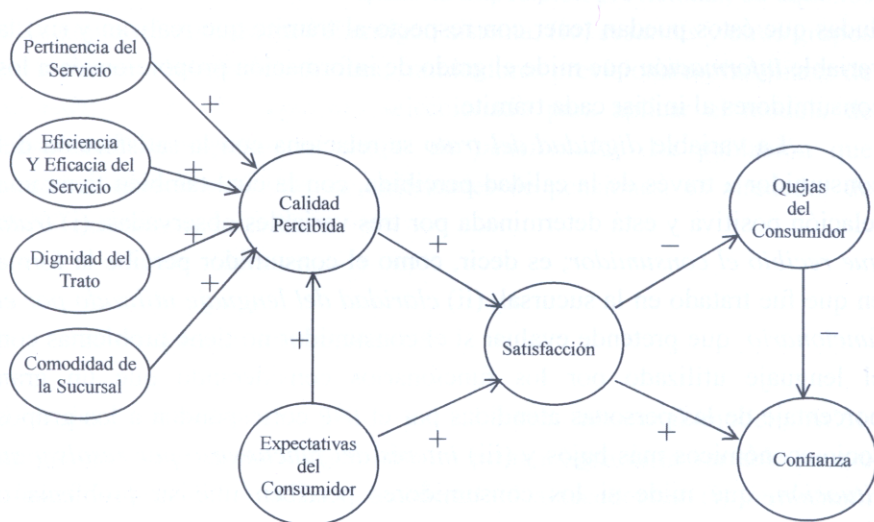 Pertinencia del
Servicio
+
Eficiencia
Y Eficacia del
Servicio
+
Dignidad del
Trato
+
Comodidad de
la Sucursal
+
Calidad
Percibida
+
+
Expectativas
del
Consumidor
+
Satisfacción
−
+
Quejas
del
Consumidor
−
Confianza